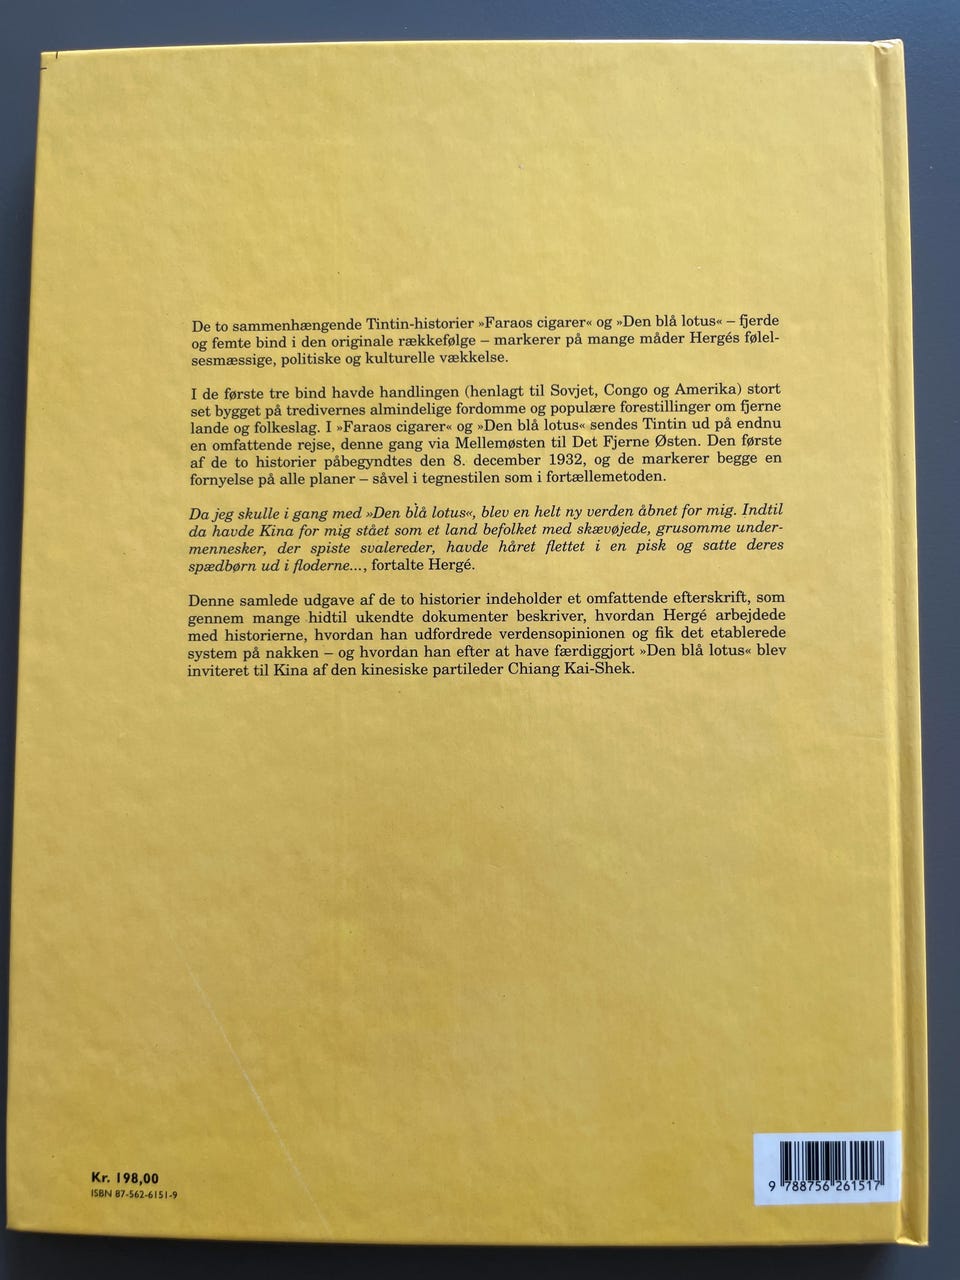 De to sammenhængende Tintin-historier »Faraos cigarer« og »Den blå lotus« – fjerde
og femte bind i den originale rækkefølge – markerer på mange måder Hergés følel-
sesmæssige, politiske og kulturelle vækkelse.
I de første tre bind havde handlingen (henlagt til Sovjet, Congo og Amerika) stort
set bygget på tredivernes almindelige fordomme og populære forestillinger om fjerne
lande og folkeslag. I »Faraos cigarer« og »Den blå lotus« sendes Tintin ud på endnu
en omfattende rejse, denne gang via Mellemøsten til Det Fjerne Østen. Den første
af de to historier påbegyndtes den 8. december 1932, og de markerer begge en
fornyelse på alle planer – såvel i tegnestilen som i fortællemetoden.
Da jeg skulle i gang med »Den blå lotus«, blev en helt ny verden åbnet for mig. Indtil
da havde Kina for mig stået som et land befolket med skævøjede, grusomme under-
mennesker, der spiste svalereder, havde håret flettet i en pisk og satte deres
spædbørn ud i floderne..., fortalte Hergé.
Denne samlede udgave af de to historier indeholder et omfattende efterskrift, som
gennem mange hidtil ukendte dokumenter beskriver, hvordan Hergé arbejdede
med historierne, hvordan han udfordrede verdensopinionen og fik det etablerede
system på nakken – og hvordan han efter at have færdiggjort »Den blå lotus« blev
inviteret til Kina af den kinesiske partileder Chiang Kai-Shek.
Kr. 198,00
ISBN 87-562-6151-9
9 788756 261517